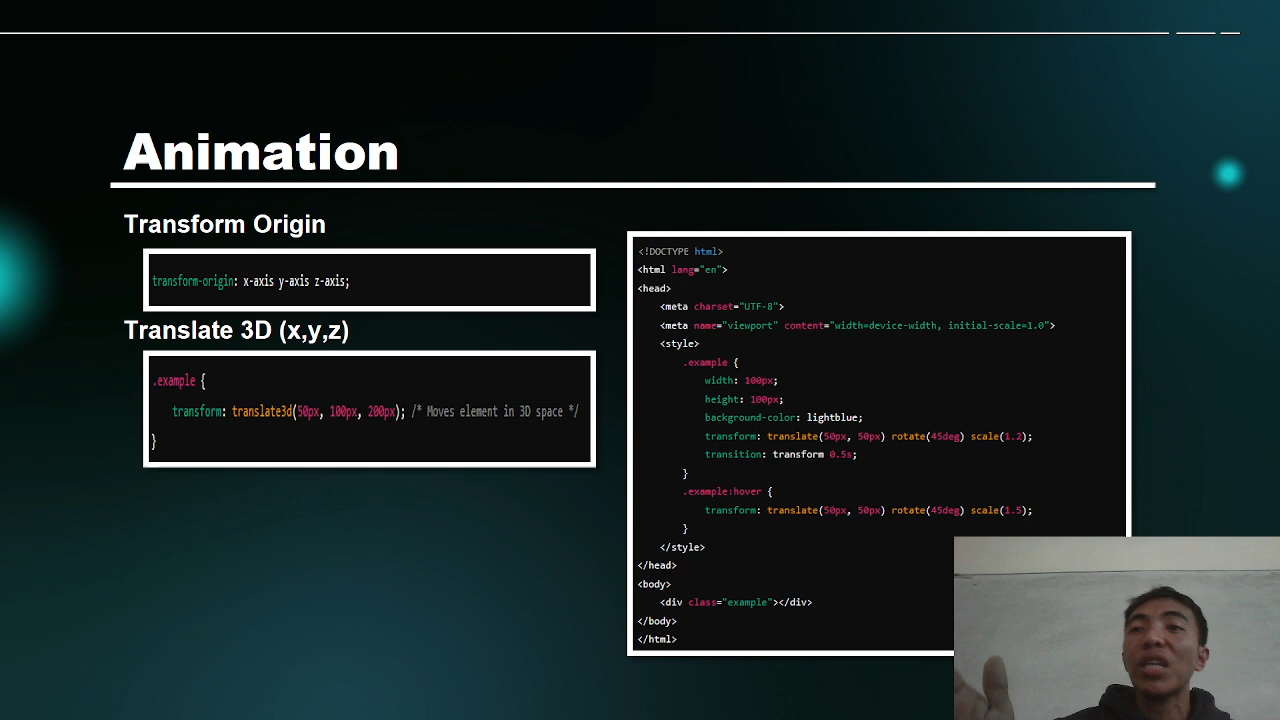 Animation
Transform Origin
transform-origin: x-axis y-axis z-axis;
Translate 3D (x,y,z)
.example {
transform: translate3d(50px, 100px, 200px); /* Moves element in 3D space */
}
<!DOCTYPE html>
<html lang="en">
<head>
<meta charset="UTF-8">
<meta name="viewport" content="width=device-width, initial-scale=1.0">
<style>
.example {
width: 100px;
height: 100px;
background-color: lightblue;
transform: translate(50px, 50px) rotate(45deg) scale(1.2);
transition: transform 0.5s;
}
.example:hover {
transform: translate(50px, 50px) rotate(45deg) scale(1.5);
}
</style>
</head>
<body>
<div class="example"></div>
</body>
</html>